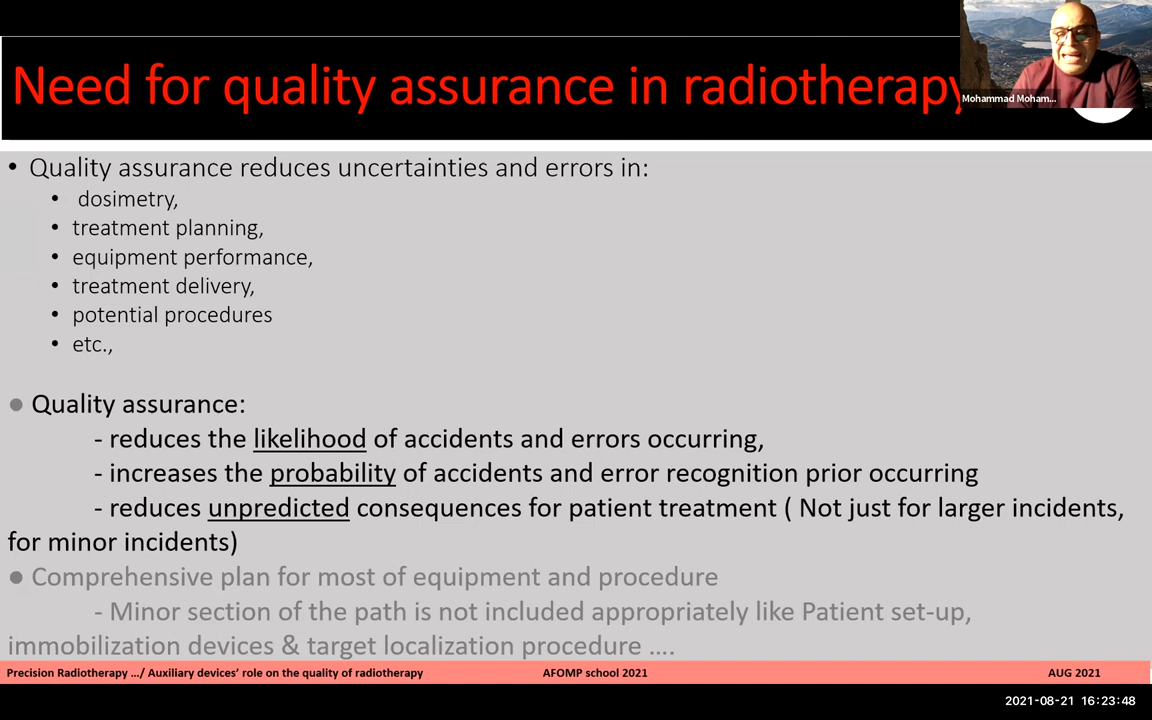 Need for quality assurance in radiotherapy
Mohammad Moham...
• Quality assurance reduces uncertainties and errors in:
• dosimetry,
• treatment planning,
• equipment performance,
• treatment delivery,
• potential procedures
• etc.,
● Quality assurance:
- reduces the likelihood of accidents and errors occurring,
- increases the probability of accidents and error recognition prior occurring
- reduces unpredicted consequences for patient treatment ( Not just for larger incidents,
for minor incidents)
● Comprehensive plan for most of equipment and procedure
- Minor section of the path is not included appropriately like Patient set-up,
immobilization devices & target localization procedure ....
Precision Radiotherapy .../ Auxiliary devices' role on the quality of radiotherapy AFOMP school 2021 AUG 2021
2021-08-21 16:23:48